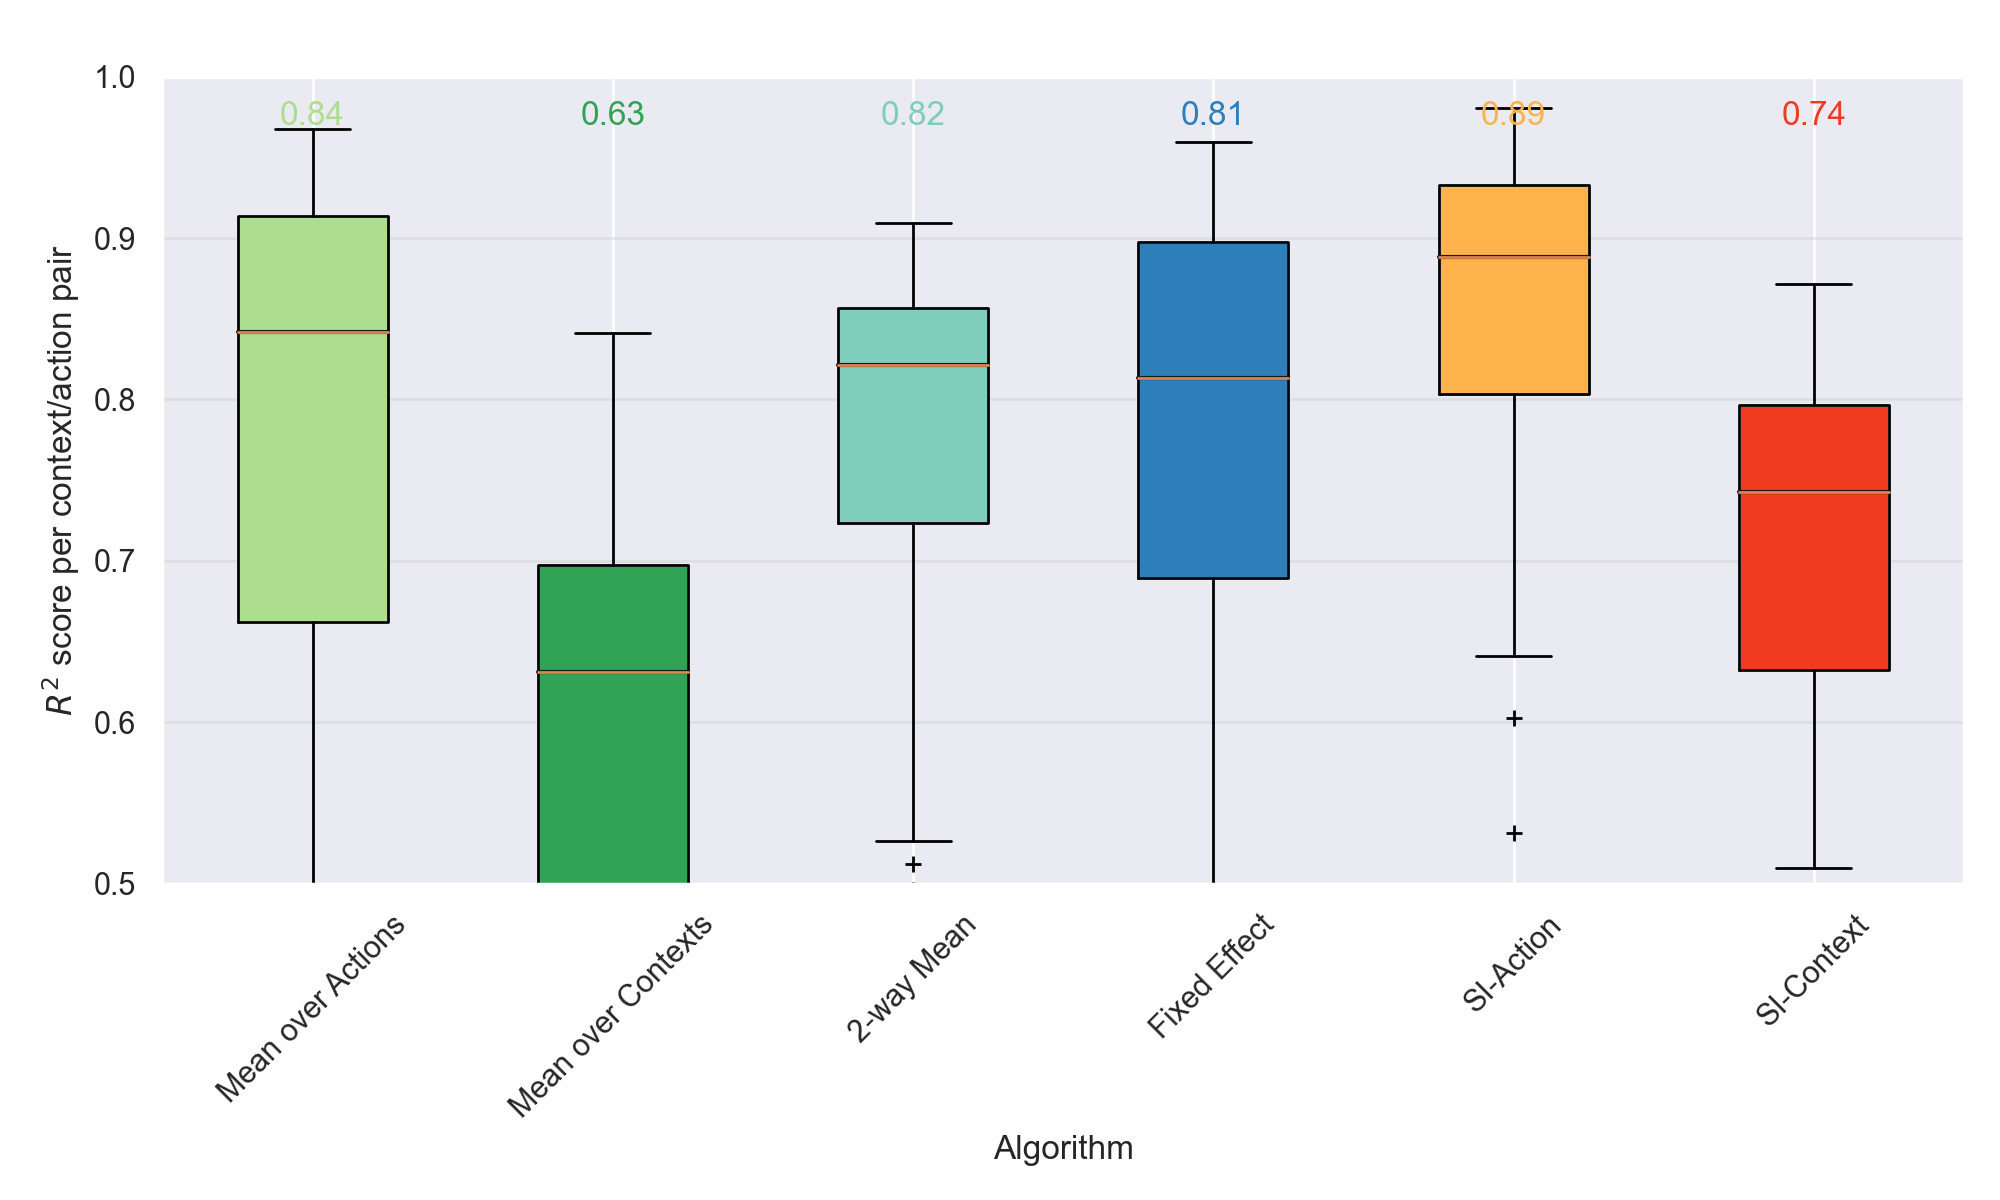 1.0
0.9
0.8
0.7
0.6
0.5
R² score per context/action pair
0.84
0.63
0.82
0.81
0.89
0.74
Mean over Actions
Mean over Contexts
2-way Mean
Fixed Effect
SI-Action
SI-Context
Algorithm